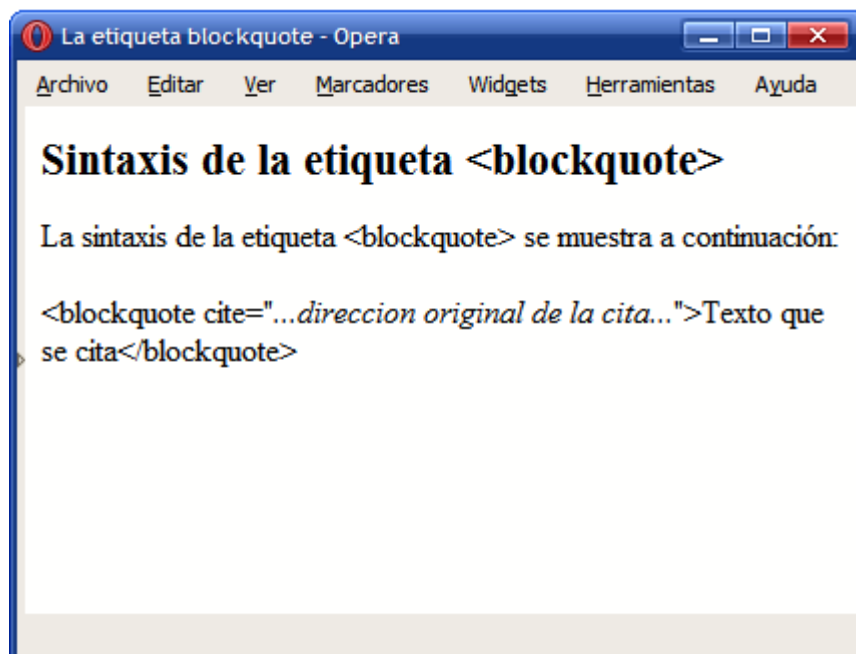 La etiqueta blockquote - Opera
Archivo Editar Ver Marcadores Widgets Herramientas Ayuda
Sintaxis de la etiqueta <blockquote>
La sintaxis de la etiqueta <blockquote> se muestra a continuación:
<blockquote cite="...direccion original de la cita...">Texto que
se cita</blockquote>